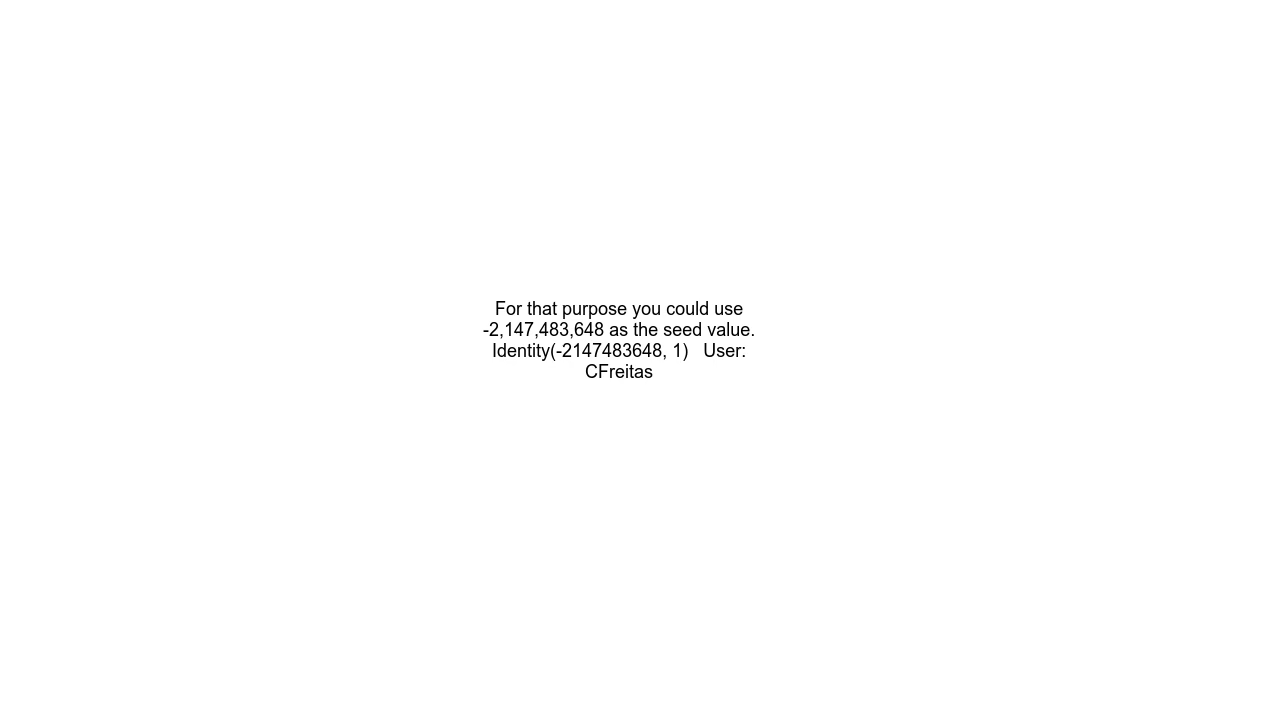 For that purpose you could use
-2,147,483,648 as the seed value.
Identity(-2147483648, 1)   User:
CFreitas